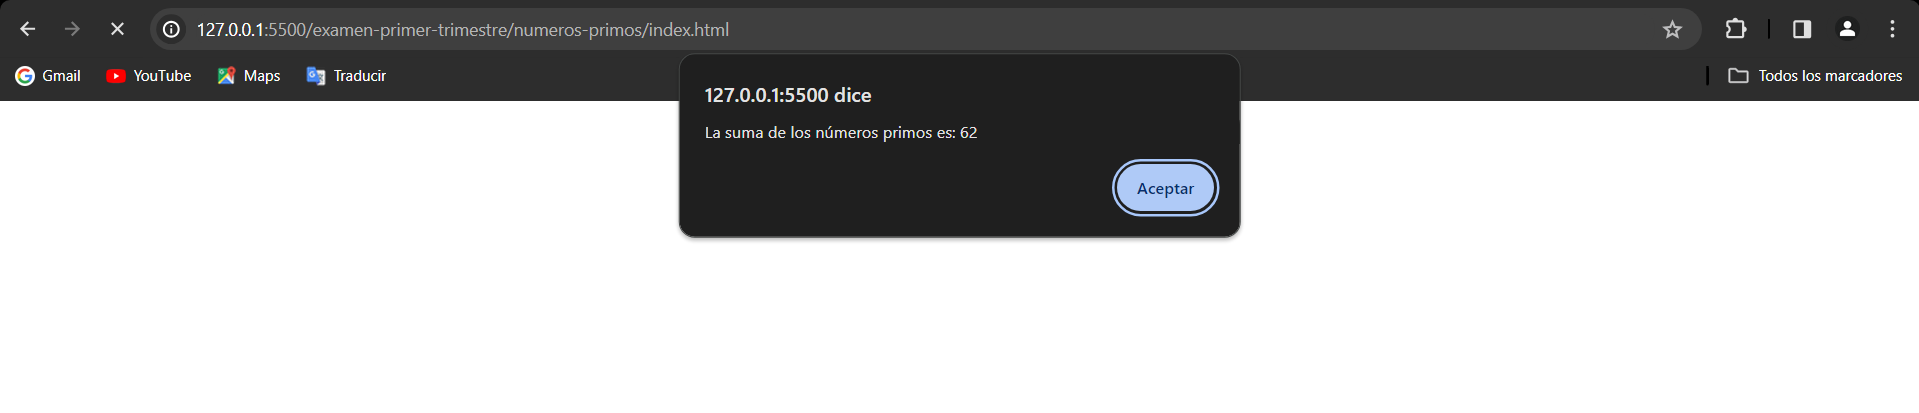 127.0.0.1:5500/examen-primer-trimestre/numeros-primos/index.html
Gmail YouTube Maps Traducir Todos los marcadores
127.0.0.1:5500 dice
La suma de los números primos es: 62
Aceptar